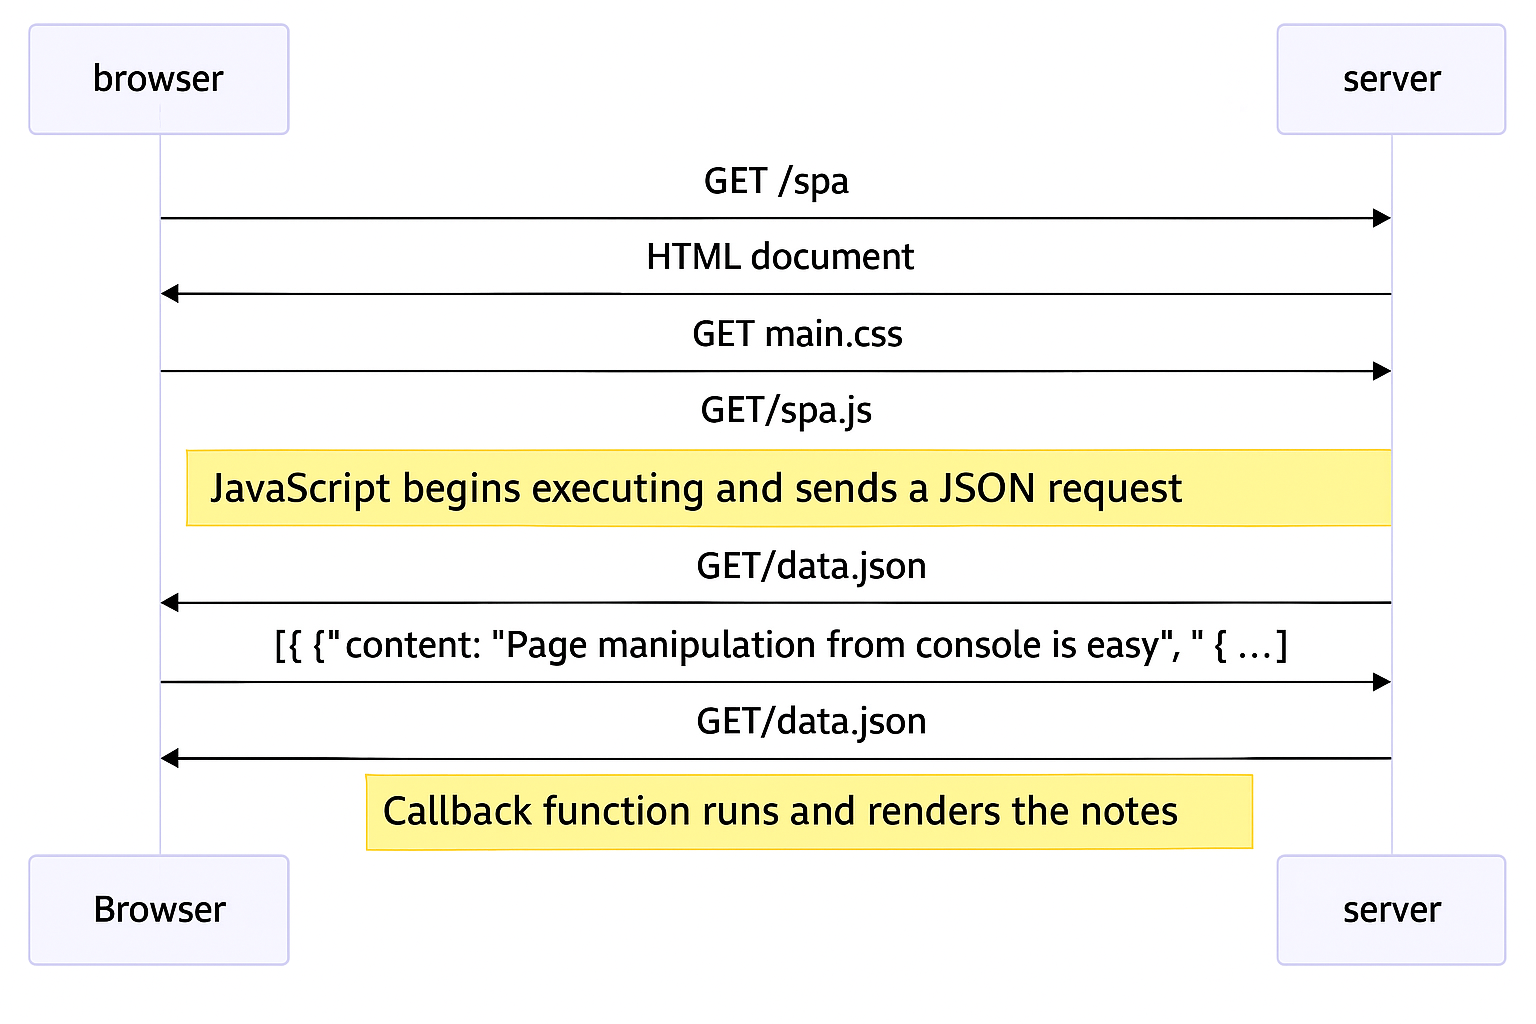 browser
server
GET /spa
HTML document
GET main.css
GET/spa.js
JavaScript begins executing and sends a JSON request
GET/data.json
[{ {" content: "Page manipulation from console is easy", " { ...]
GET/data.json
Callback function runs and renders the notes
Browser
server